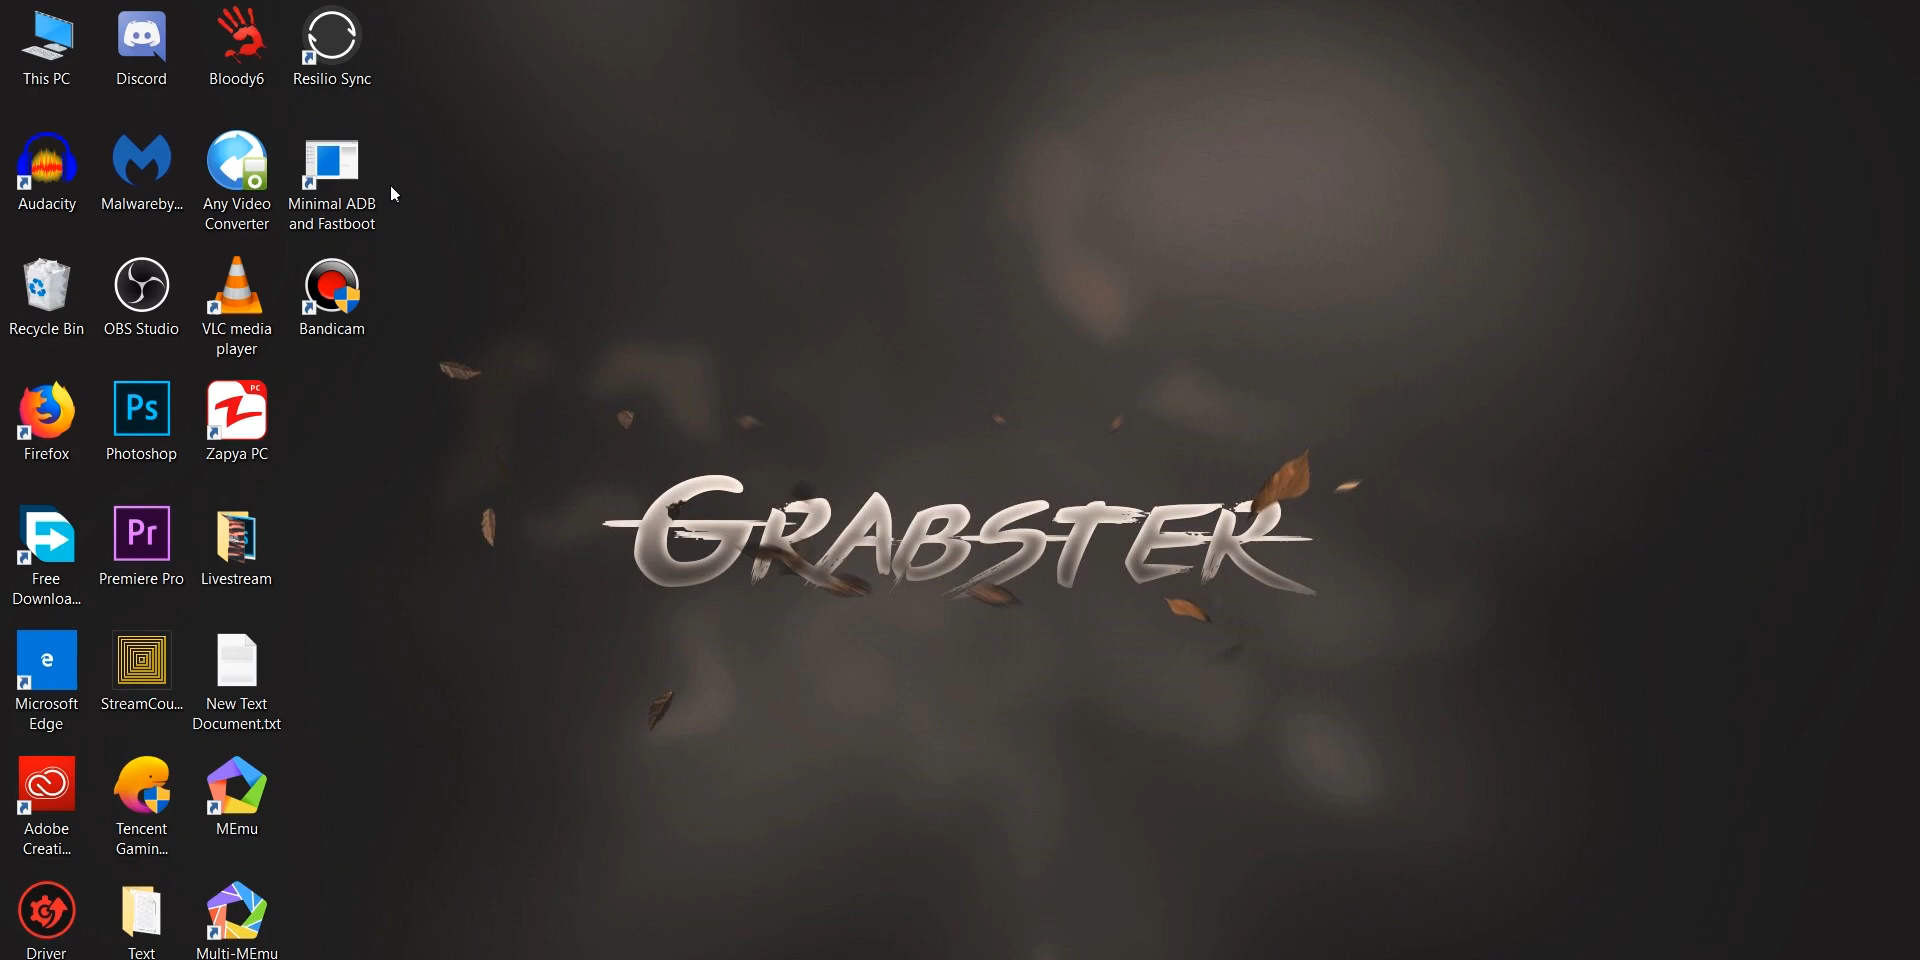 This PC
Discord
Bloody6
Resilio Sync
Audacity
Malwareby...
Any Video
Converter
Minimal ADB
and Fastboot
Recycle Bin
OBS Studio
VLC media
player
Bandicam
Firefox
Ps
Photoshop
PC
Zapya PC
Free
Downloa...
Pr
Premiere Pro
Livestream
GRABSTER
Microsoft
Edge
StreamCou...
New Text
Document.txt
Adobe
Creati...
Tencent
Gamin...
MEmu
Driver
Text
Multi-MEmu